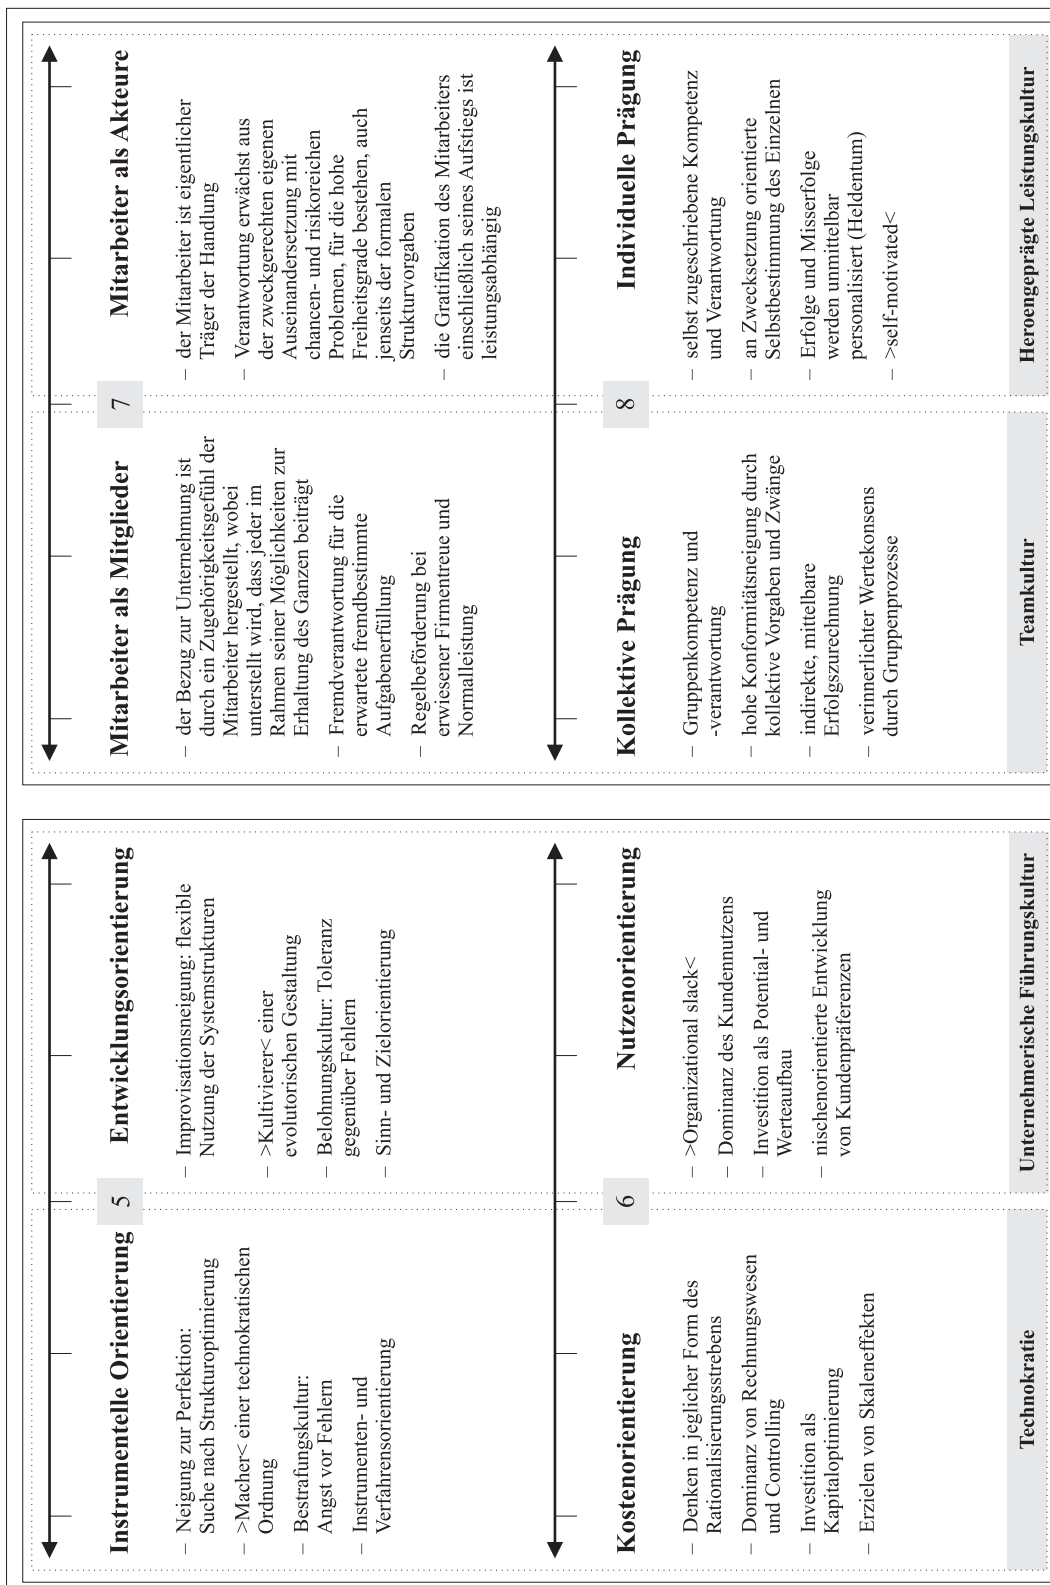 Instrumentelle Orientierung
5
Entwicklungsorientierung
– Neigung zur Perfektion:
Suche nach Strukturoptimierung
– >Macher< einer technokratischen
Ordnung
– Bestrafungskultur:
Angst vor Fehlern
– Instrumenten- und
Verfahrensorientierung
– Improvisationsneigung: flexible
Nutzung der Systemstrukturen
– >Kultivierer< einer
evolutorischen Gestaltung
– Belohnungskultur: Toleranz
gegenüber Fehlern
– Sinn- und Zielorientierung
Kostenorientierung
6
Nutzenorientierung
– Denken in jeglicher Form des
Rationalisierungsstrebens
– Dominanz von Rechnungswesen
und Controlling
– Investition als
Kapitaloptimierung
– Erzielen von Skaleneffekten
– >Organizational slack<
– Dominanz des Kundennutzens
– Investition als Potential- und
Werteaufbau
– nischenorientierte Entwicklung
von Kundenpräferenzen
Technokratie
Unternehmerische Führungskultur
Mitarbeiter als Mitglieder
7
Mitarbeiter als Akteure
– der Bezug zur Unternehmung ist
durch ein Zugehörigkeitsgefühl der
Mitarbeiter hergestellt, wobei
unterstellt wird, dass jeder im
Rahmen seiner Möglichkeiten zur
Erhaltung des Ganzen beiträgt
– Fremdverantwortung für die
erwartete fremdbestimmte
Aufgabenerfüllung
– Regelbeförderung bei
erwiesener Firmentreue und
Normalleistung
– der Mitarbeiter ist eigentlicher
Träger der Handlung
– Verantwortung erwächst aus
der zweckgerechten eigenen
Auseinandersetzung mit
chancen- und risikoreichen
Problemen, für die hohe
Freiheitsgrade bestehen, auch
jenseits der formalen
Strukturvorgaben
– die Gratifikation des Mitarbeiters
einschließlich seines Aufstiegs ist
leistungsabhängig
Kollektive Prägung
8
Individuelle Prägung
– Gruppenkompetenz und
-verantwortung
– hohe Konformitätsneigung durch
kollektive Vorgaben und Zwänge
– indirekte, mittelbare
Erfolgszurechnung
– verinnerlichter Wertekonsens
durch Gruppenprozesse
– selbst zugeschriebene Kompetenz
und Verantwortung
– an Zwecksetzung orientierte
Selbstbestimmung des Einzelnen
– Erfolge und Misserfolge
werden unmittelbar
personalisiert (Heldentum)
– >self-motivated<
Teamkultur
Heroengeprägte Leistungskultur